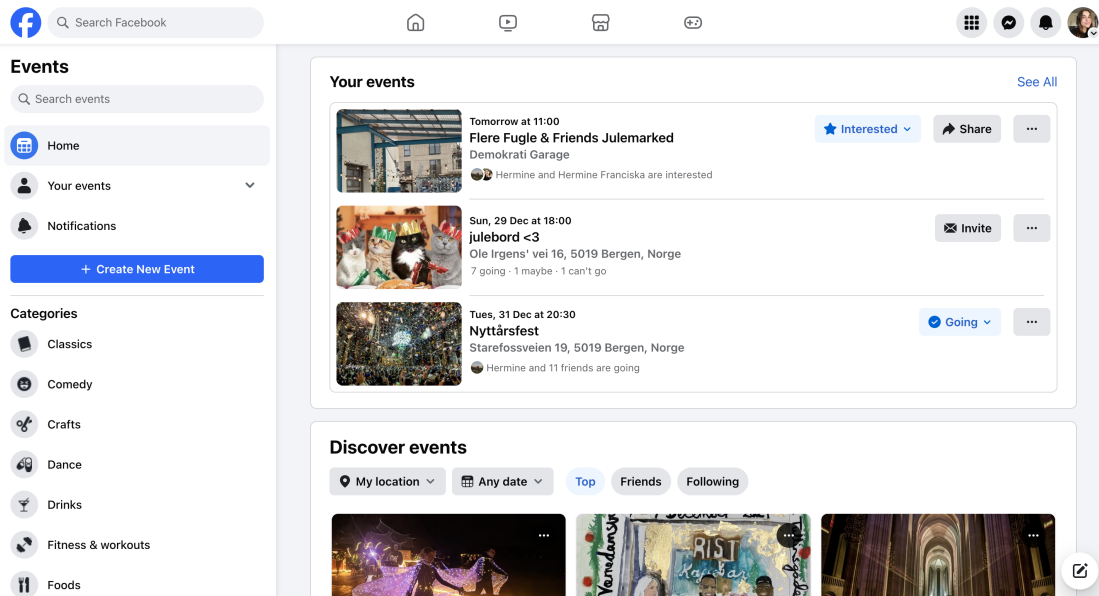 Search Facebook
Events
Search events
Home
Your events
Notifications
+ Create New Event
Categories
Classics
Comedy
Crafts
Dance
Drinks
Fitness & workouts
Foods
Your events
See All
Tomorrow at 11:00
Flere Fugle & Friends Julemarked
Demokrati Garage
Hermine and Hermine Franciska are interested
Interested
Share
Sun, 29 Dec at 18:00
julebord <3
Ole Irgens' vei 16, 5019 Bergen, Norge
7 going · 1 maybe · 1 can't go
Invite
Tues, 31 Dec at 20:30
Nyttårsfest
Starefossveien 19, 5019 Bergen, Norge
Hermine and 11 friends are going
Going
Discover events
My location
Any date
Top
Friends
Following
RIST